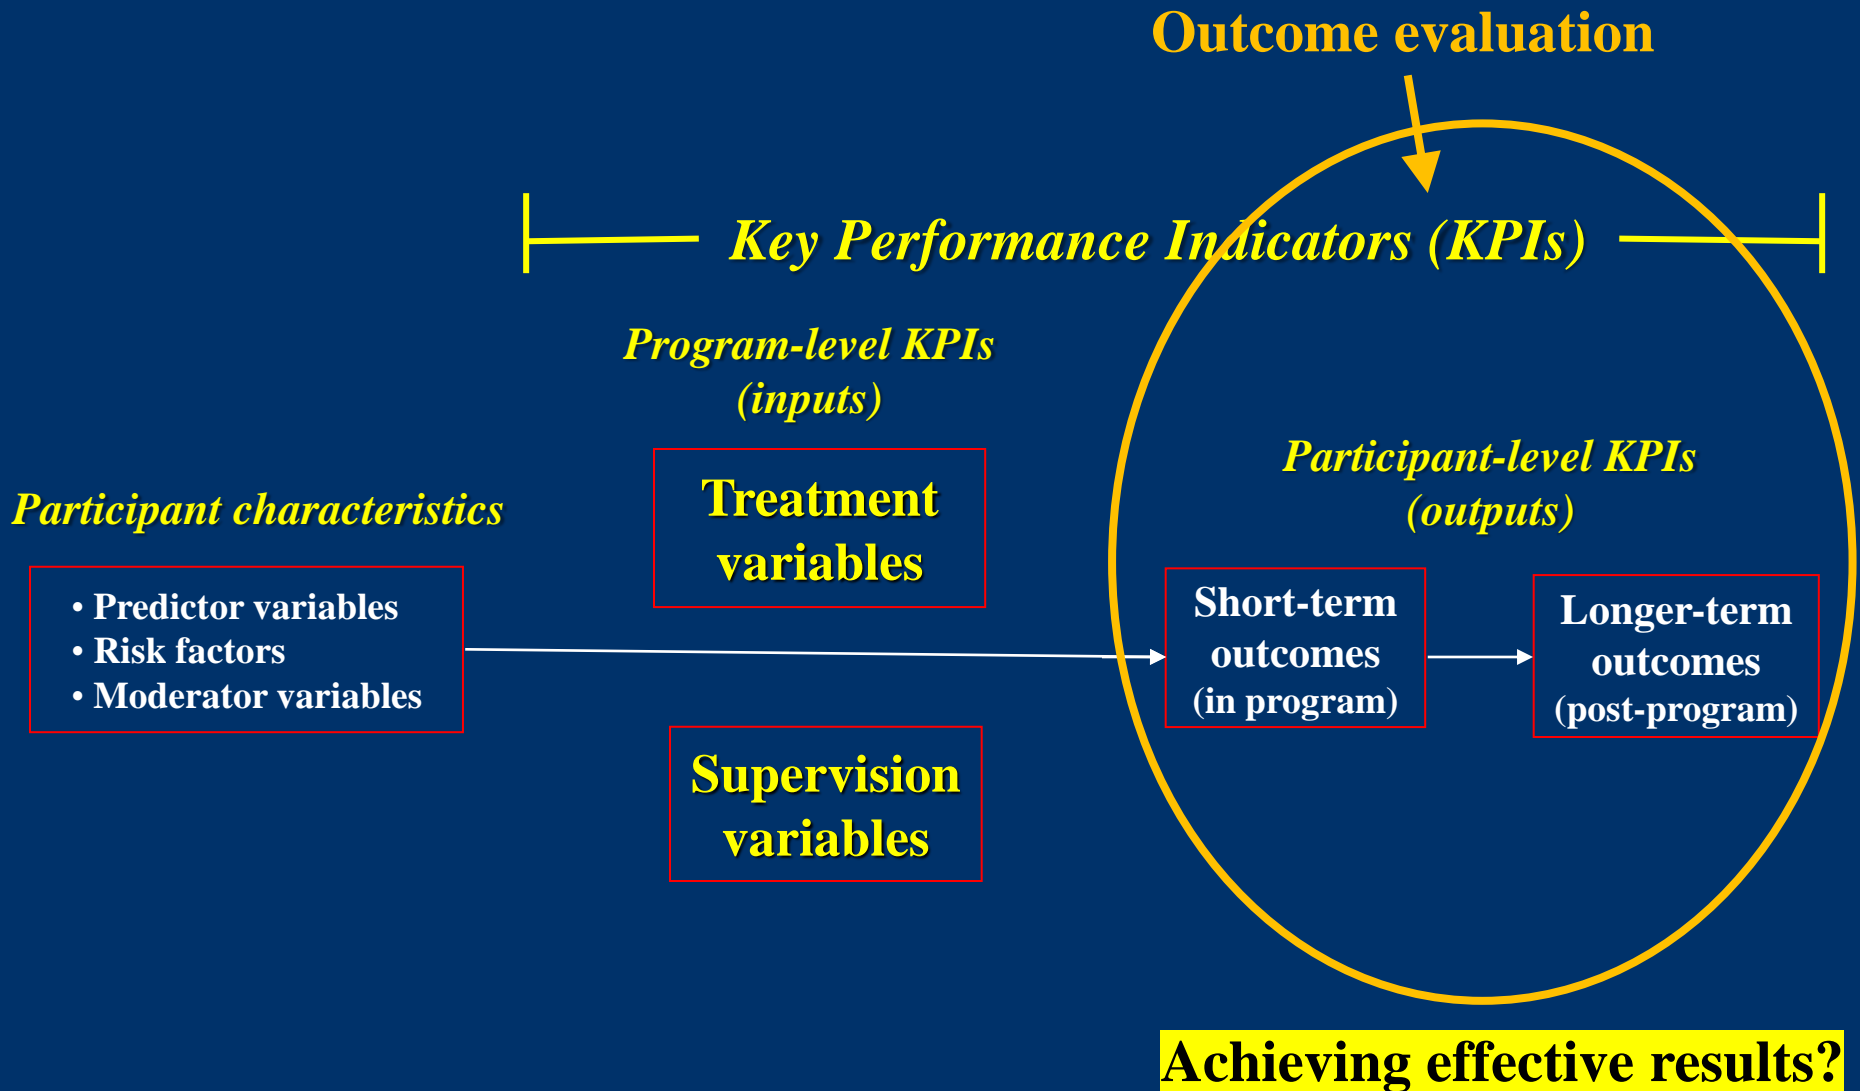 Outcome evaluation
Key Performance Indicators (KPIs)
Program-level KPIs
(inputs)
Participant-level KPIs
(outputs)
Participant characteristics
Treatment
variables
• Predictor variables
• Risk factors
• Moderator variables
Short-term
outcomes
(in program)
Longer-term
outcomes
(post-program)
Supervision
variables
Achieving effective results?